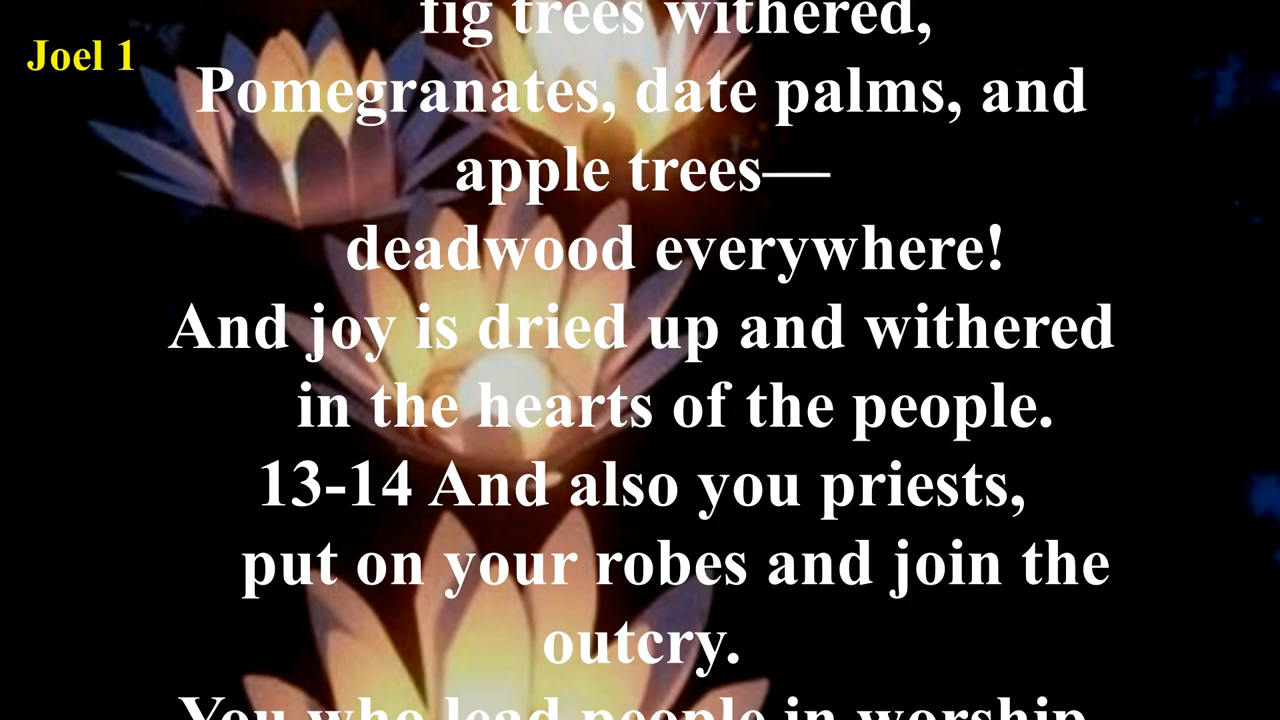 Joel 1
fig trees withered,
Pomegranates, date palms, and
apple trees—
deadwood everywhere!
And joy is dried up and withered
in the hearts of the people.
13-14 And also you priests,
put on your robes and join the
outcry.
You who lead people in worship,